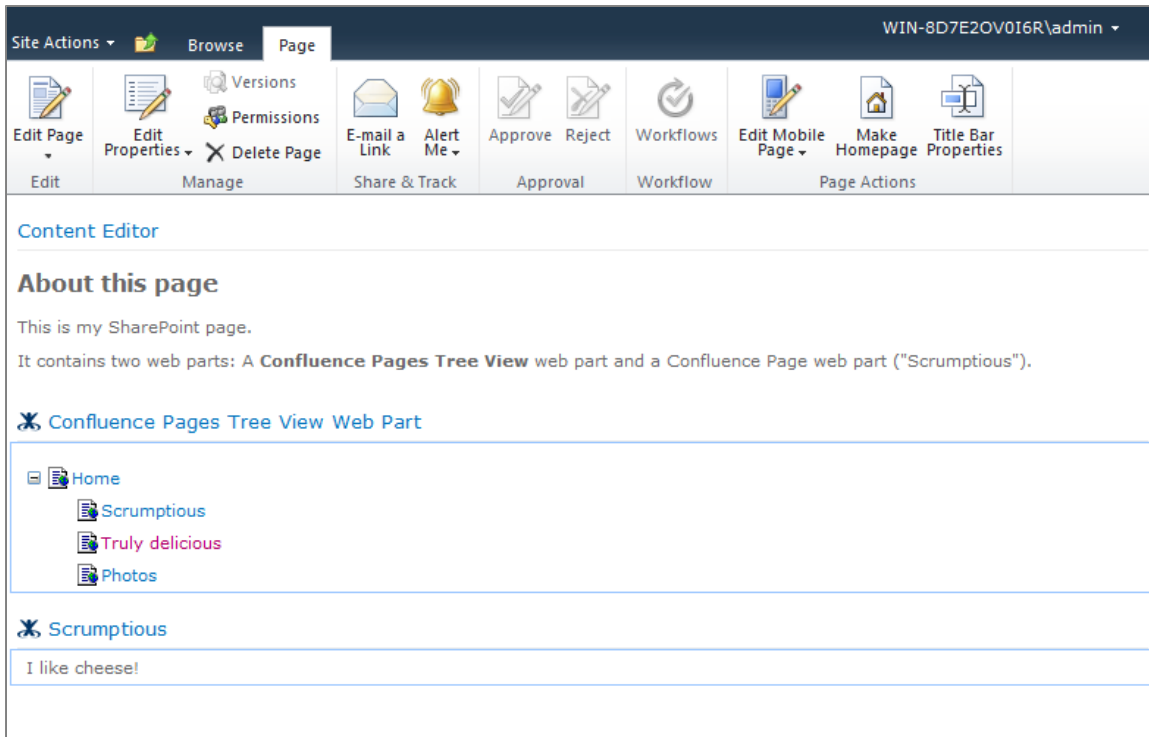 WIN-8D7E2OV0I6R\admin
Site Actions Browse Page
Edit Page
Edit Properties
Versions
Permissions
Delete Page
E-mail a Link
Alert Me
Approve Reject
Workflows
Edit Mobile Page
Make Homepage
Title Bar Properties
Edit Manage Share & Track Approval Workflow Page Actions
Content Editor
About this page
This is my SharePoint page.
It contains two web parts: A Confluence Pages Tree View web part and a Confluence Page web part ("Scrumptious").
Confluence Pages Tree View Web Part
Home
Scrumptious
Truly delicious
Photos
Scrumptious
I like cheese!